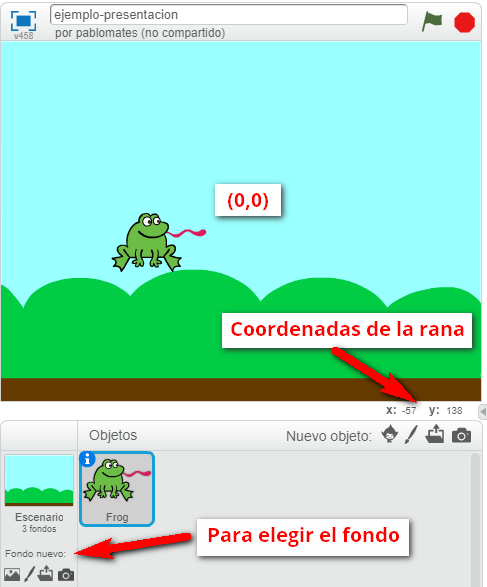 ejemplo-presentacion
v458
por pablomates (no compartido)
(0,0)
Coordenadas de la rana
x: -57 y: 138
Objetos
Nuevo objeto:
Escenario
3 fondos
Frog
Fondo nuevo:
Para elegir el fondo